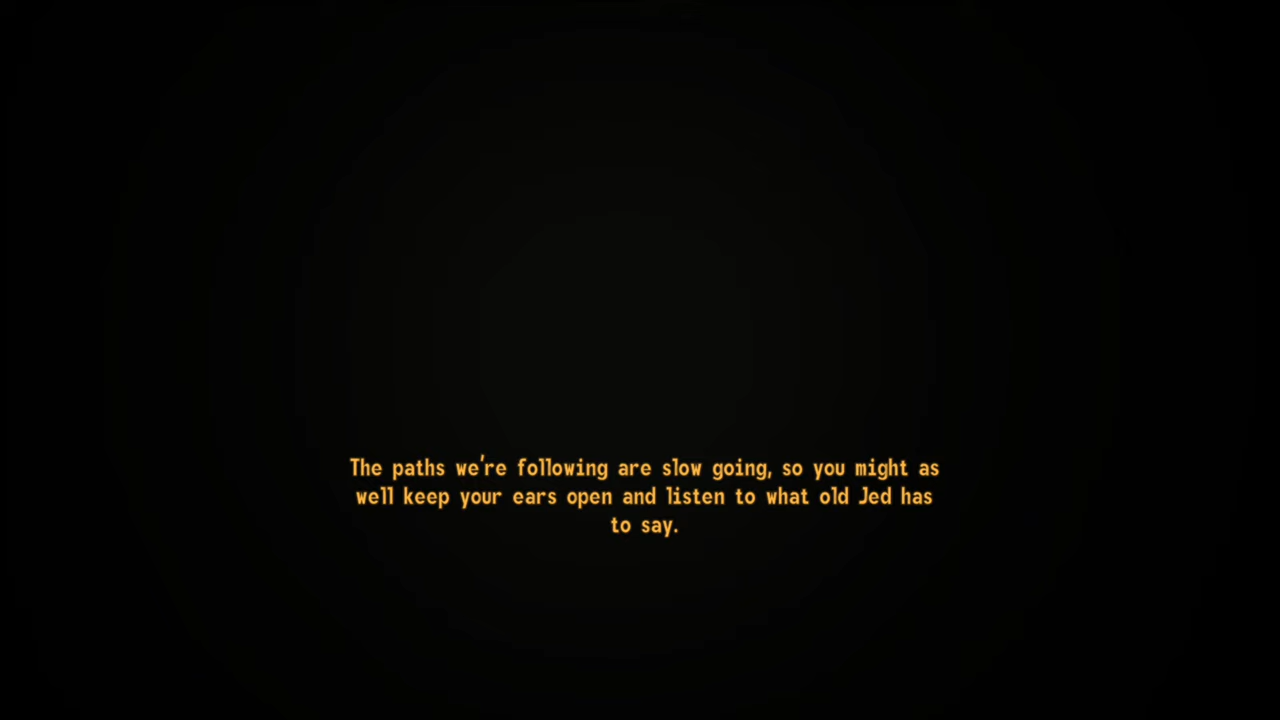 The paths we're following are slow going, so you might as
well keep your ears open and listen to what old Jed has
to say.